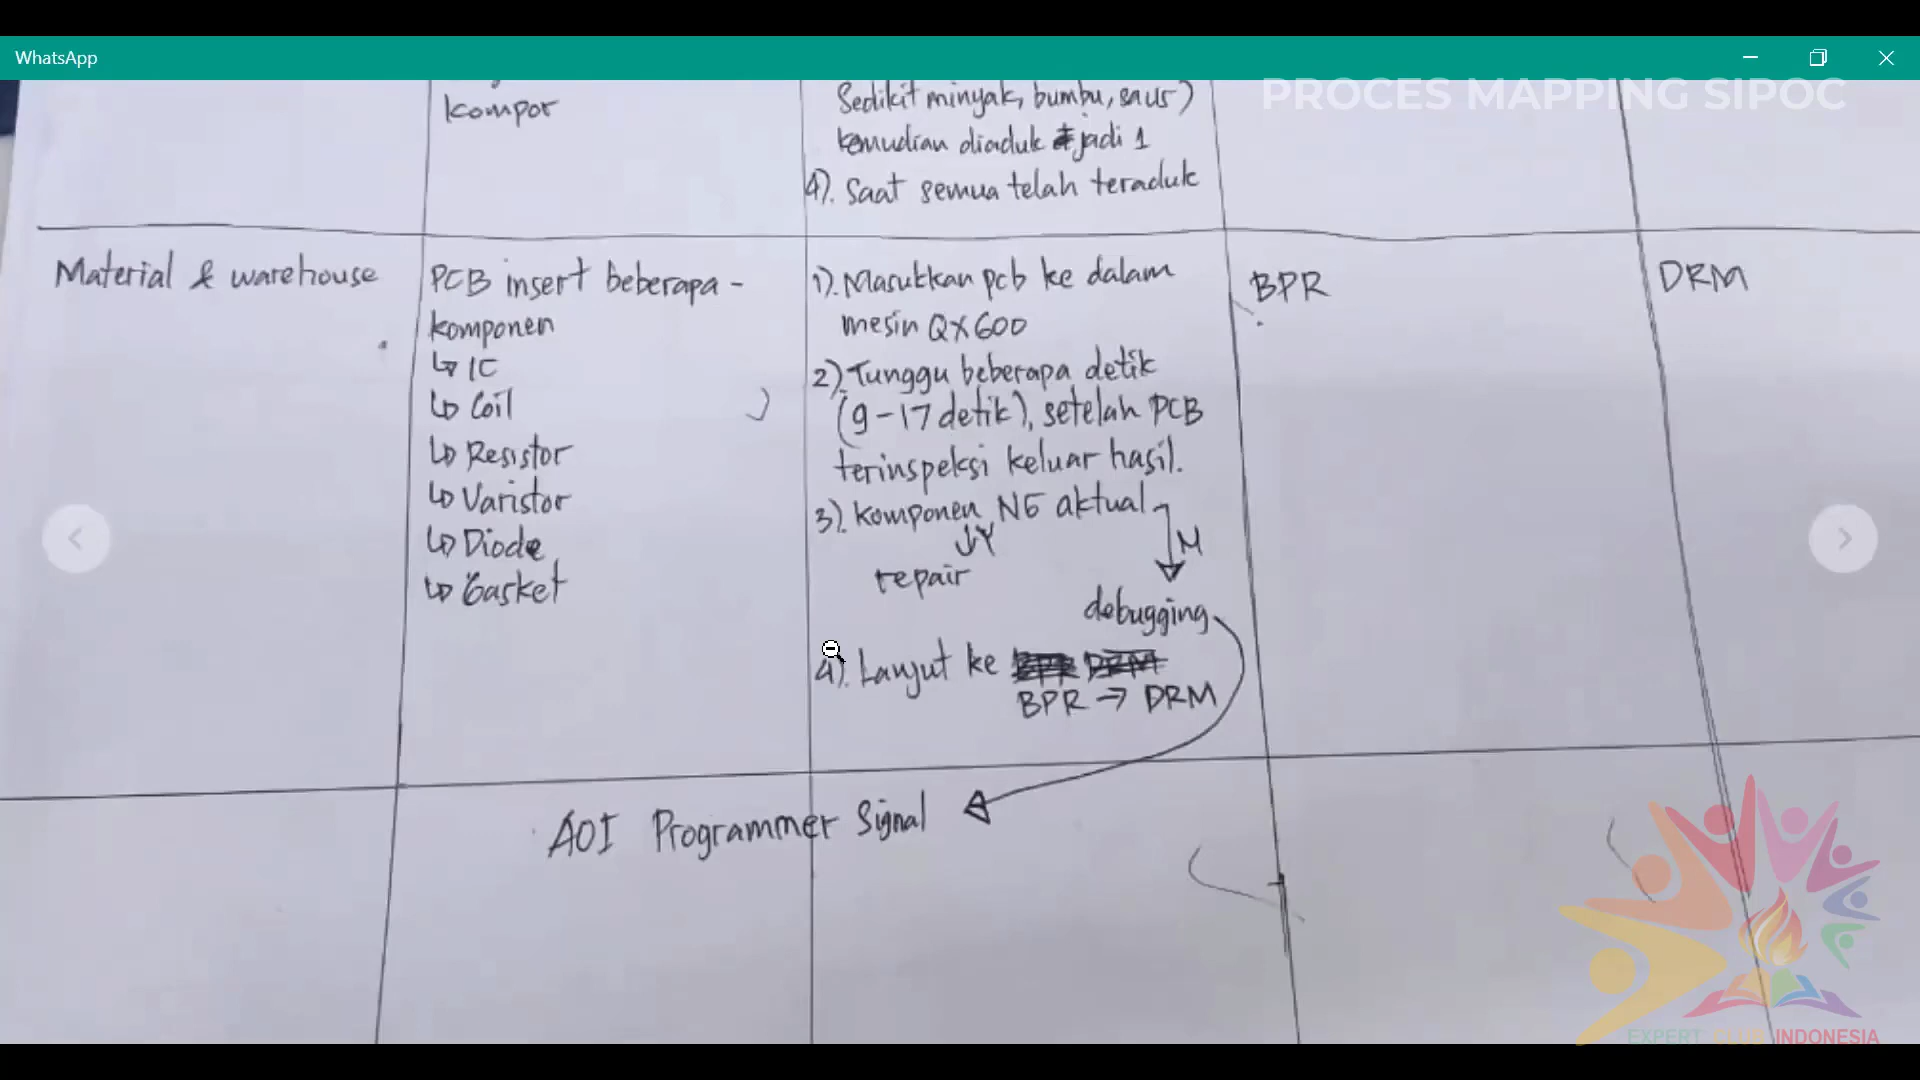 WhatsApp
PROCES MAPPING SIPOC
kompor
Sedikit minyak, bumbu, saus)
kemudian diaduk jadi 1
4). Saat semua telah teraduk
Material & warehouse
PCB insert beberapa -
komponen
↳ IC
↳ Coil
↳ Resistor
↳ Varistor
↳ Diode
↳ Gasket
1). Masukkan pcb ke dalam
mesin QX600
2). Tunggu beberapa detik
(9-17 detik), setelah PCB
terinspeksi keluar hasil.
3). Komponen NG aktual
↓Y
N
repair
debugging
4). Lanjut ke
BPR → DRM
BPR
DRM
AOI Programmer Signal
EXPERT CLUB INDONESIA